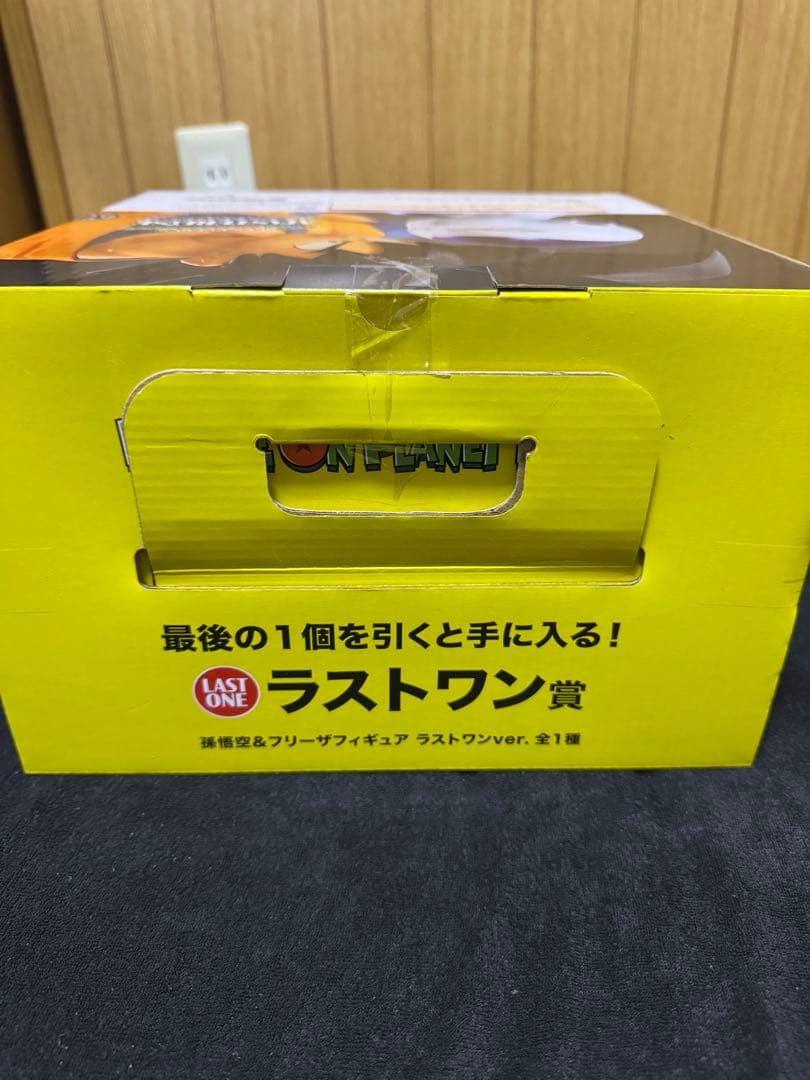 ON PLANET
最後の1個を引くと手に入る!
LAST ONE ラストワン賞
孫悟空&フリーザフィギュア ラストワンver. 全1種